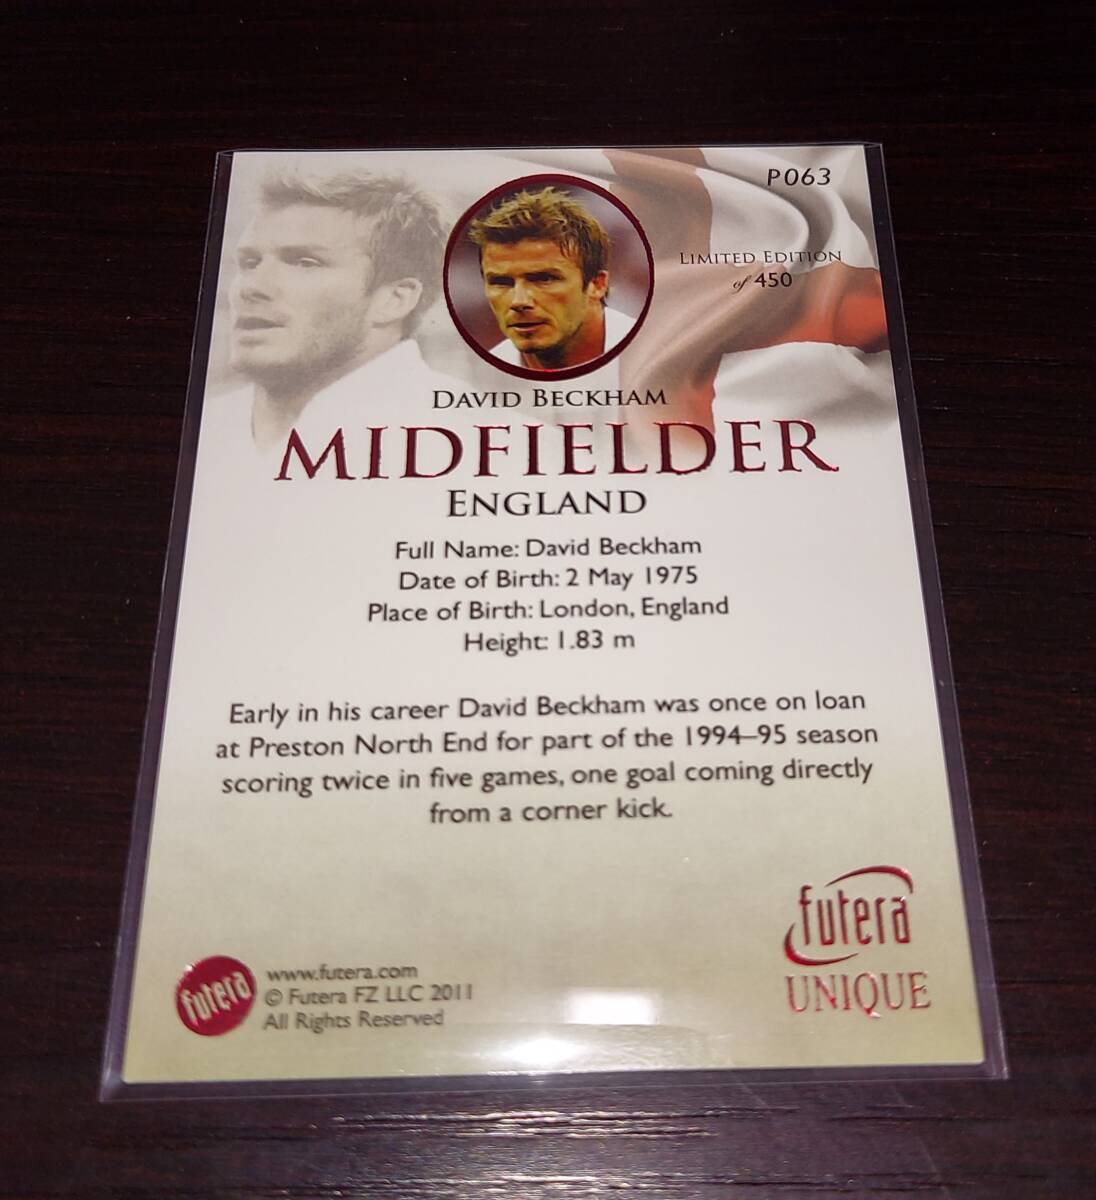 P063
LIMITED EDITION
of 450
DAVID BECKHAM
MIDFIELDER
ENGLAND
Full Name: David Beckham
Date of Birth: 2 May 1975
Place of Birth: London, England
Height: 1.83 m
Early in his career David Beckham was once on loan
at Preston North End for part of the 1994–95 season
scoring twice in five games, one goal coming directly
from a corner kick.
futera
UNIQUE
futera
www.futera.com
© Futera FZ LLC 2011
All Rights Reserved